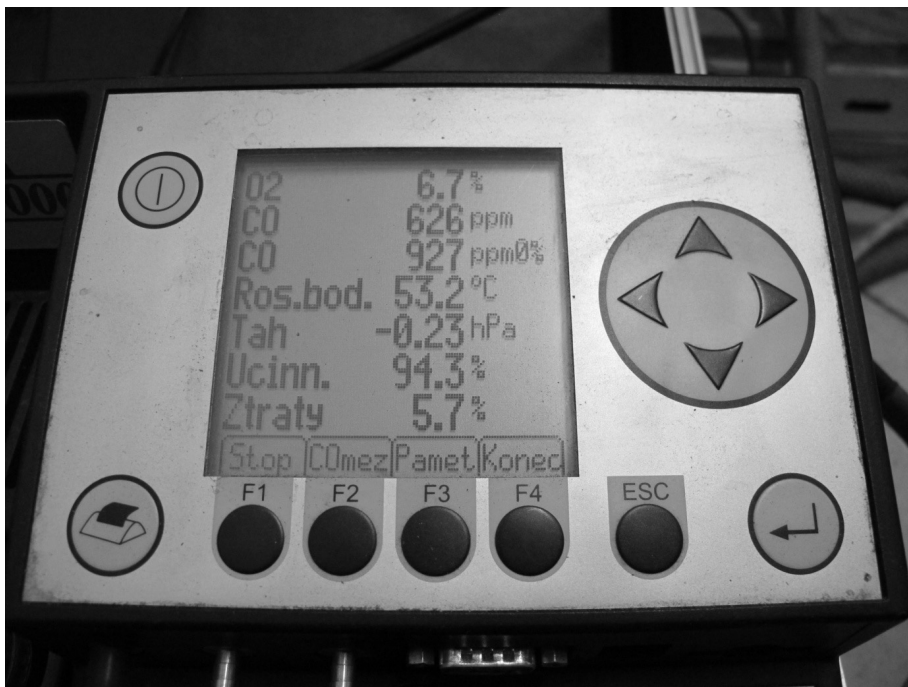 O2 6.7 %
CO 626 ppm
CO 927 ppm0%
Ros.bod. 53.2 °C
Tah -0.23 hPa
Ucinn. 94.3 %
Ztraty 5.7 %
Stop COmez Pamet Konec
F1 F2 F3 F4 ESC